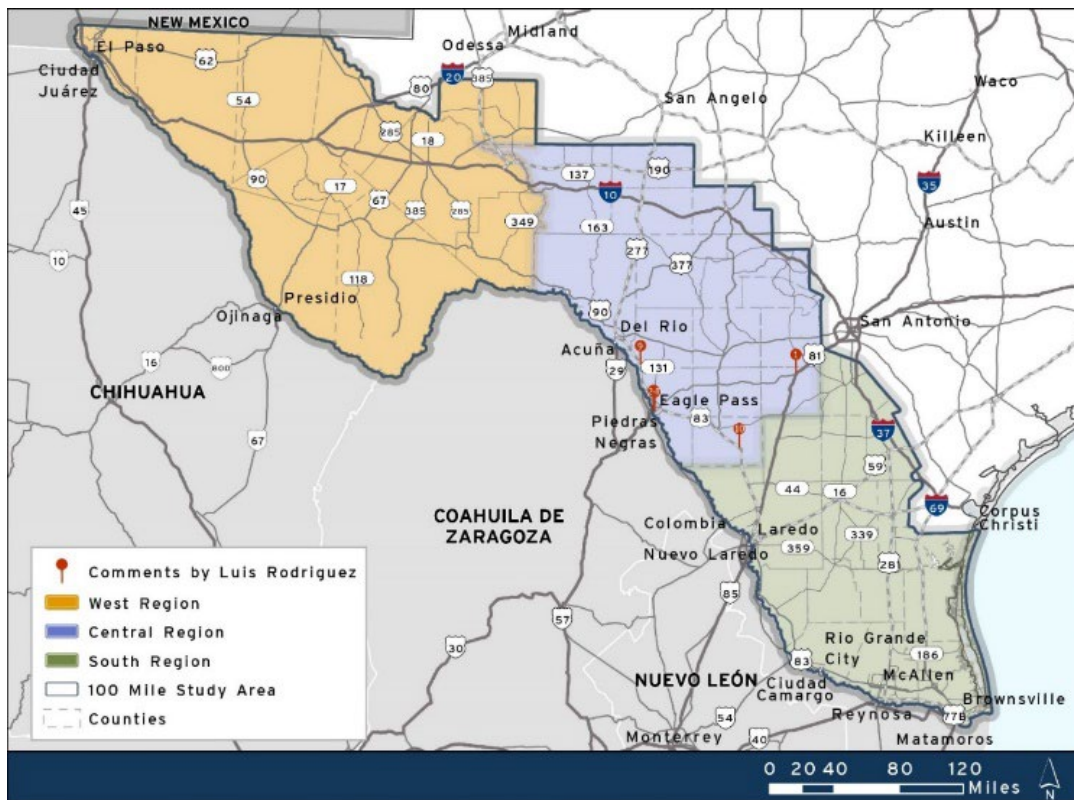 NEW MEXICO
Midland
Odessa
El Paso
62
20
385
Ciudad
Juárez
80
Waco
San Angelo
54
Killeen
285
18
190
137
35
90
17
10
45
67
385
285
349
163
Austin
277
377
10
118
Presidio
90
San Antonio
Ojinaga
Del Rio
9
Acuña
1
81
16
800
131
29
CHIHUAHUA
Eagle Pass
83
Piedras
Negras
10
37
67
59
44
16
COAHUILA DE
ZARAGOZA
69
Corpus
Christi
Colombia
Laredo
339
359
Nuevo Laredo
281
85
57
30
Rio Grande
City
186
83
McAllen
NUEVO LEÓN
Ciudad
Camargo
Brownsville
54
Reynosa
77B
Monterrey
40
Matamoros
Comments by Luis Rodriguez
West Region
Central Region
South Region
100 Mile Study Area
Counties
0 20 40 80 120
Miles
N